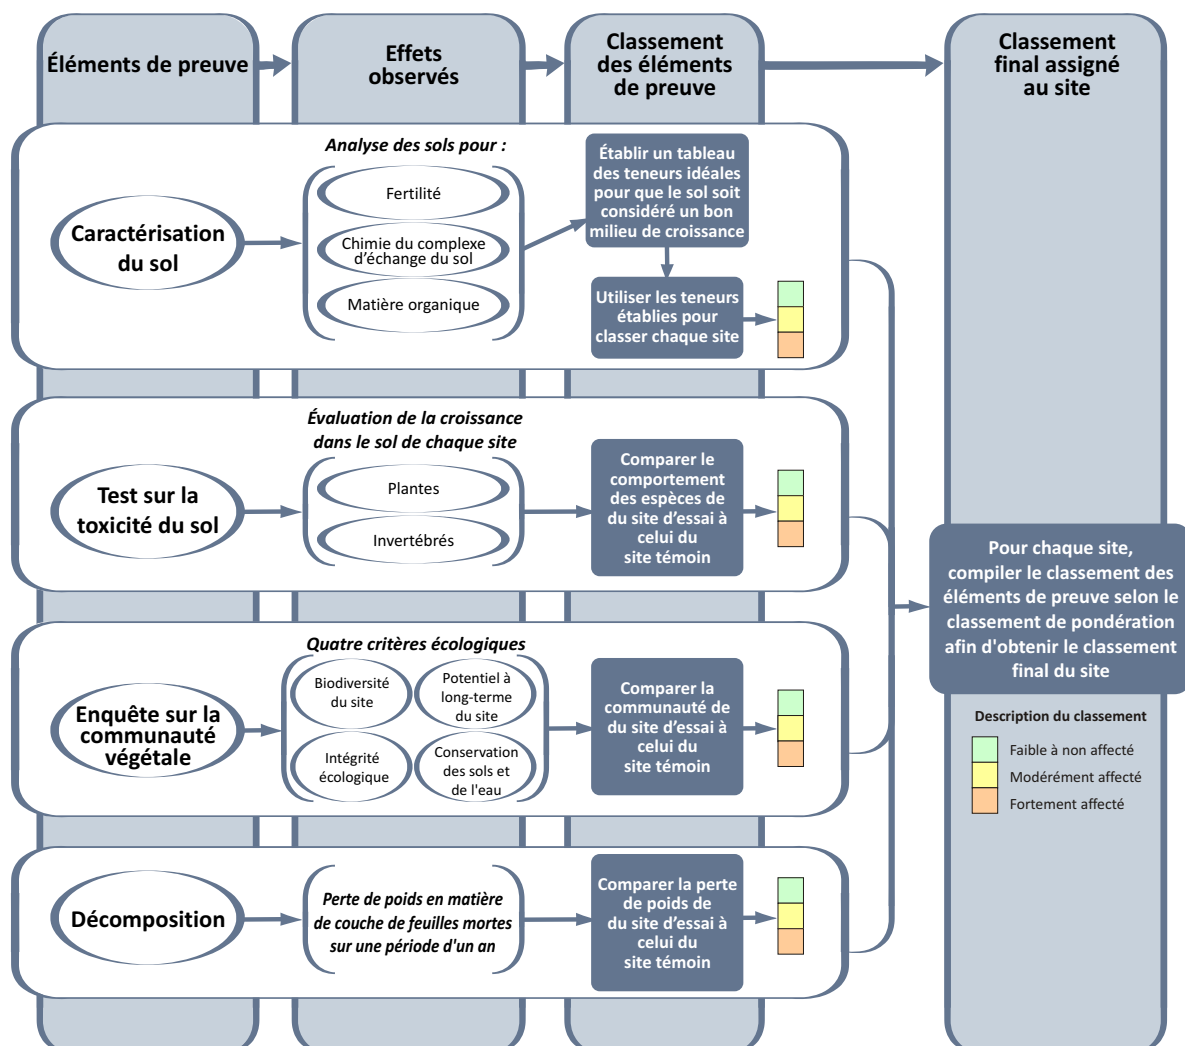 Éléments de preuve
Effets
observés
Classement
des éléments
de preuve
Classement
final assigné
au site
Caractérisation
du sol
Analyse des sols pour :
Fertilité
Chimie du complexe
d'échange du sol
Matière organique
Établir un tableau
des teneurs idéales
pour que le sol soit
considéré un bon
milieu de croissance
Utiliser les teneurs
établies pour
classer chaque site
Test sur la
toxicité du sol
Évaluation de la croissance
dans le sol de chaque site
Plantes
Invertébrés
Comparer le
comportement
des espèces de
du site d'essai à
celui du
site témoin
Enquête sur la
communauté
végétale
Quatre critères écologiques
Biodiversité
du site
Potentiel à
long-terme
du site
Intégrité
écologique
Conservation
des sols et
de l'eau
Comparer la
communauté de
du site d'essai à
celui du
site témoin
Décomposition
Perte de poids en matière
de couche de feuilles mortes
sur une période d'un an
Comparer la perte
de poids de
du site d'essai à
celui du
site témoin
Pour chaque site,
compiler le classement des
éléments de preuve selon le
classement de pondération
afin d'obtenir le classement
final du site
Description du classement
Faible à non affecté
Modérément affecté
Fortement affecté